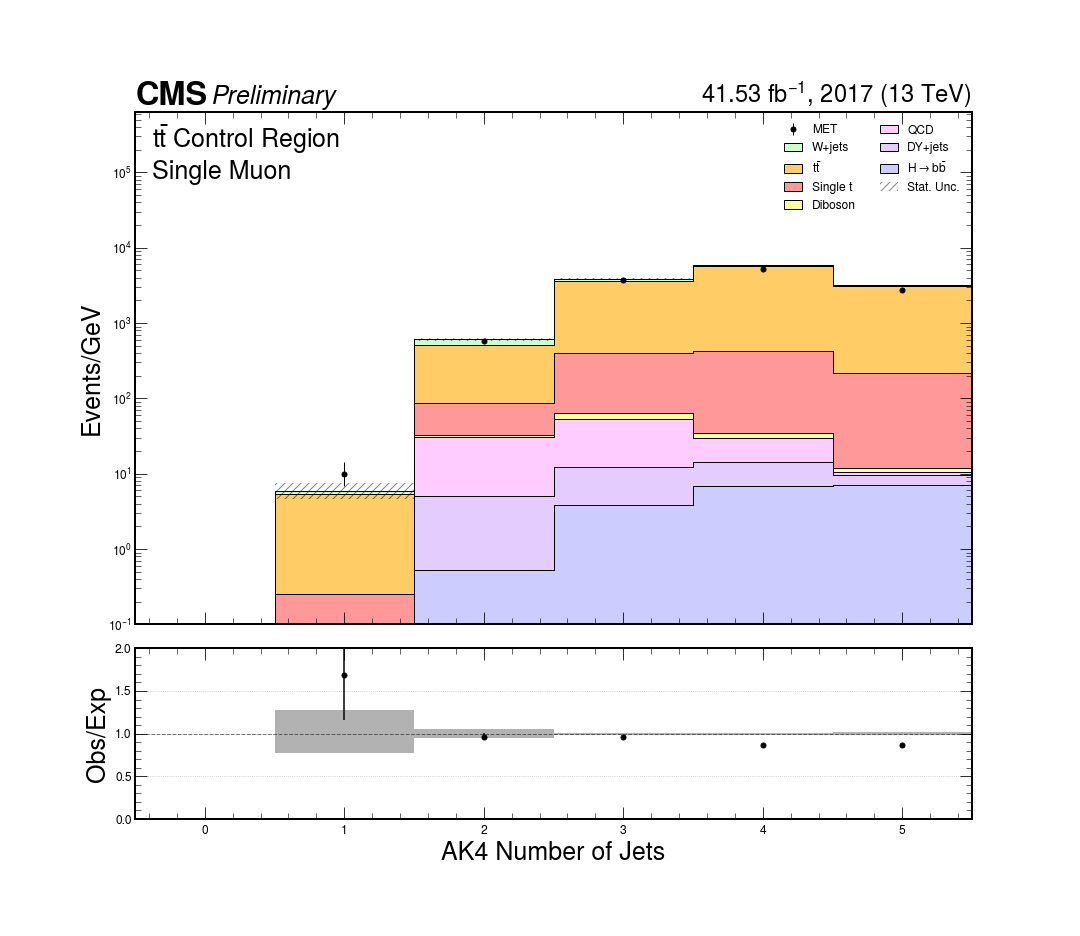 CMS Preliminary
41.53 fb⁻¹, 2017 (13 TeV)
tt̄ Control Region
Single Muon
MET
W+jets
tt̄
Single t
Diboson
QCD
DY+jets
H→bb̄
Stat. Unc.
Events/GeV
10⁵
10⁴
10³
10²
10¹
10⁰
10⁻¹
Obs/Exp
2.0
1.5
1.0
0.5
0.0
0 1 2 3 4 5
AK4 Number of Jets